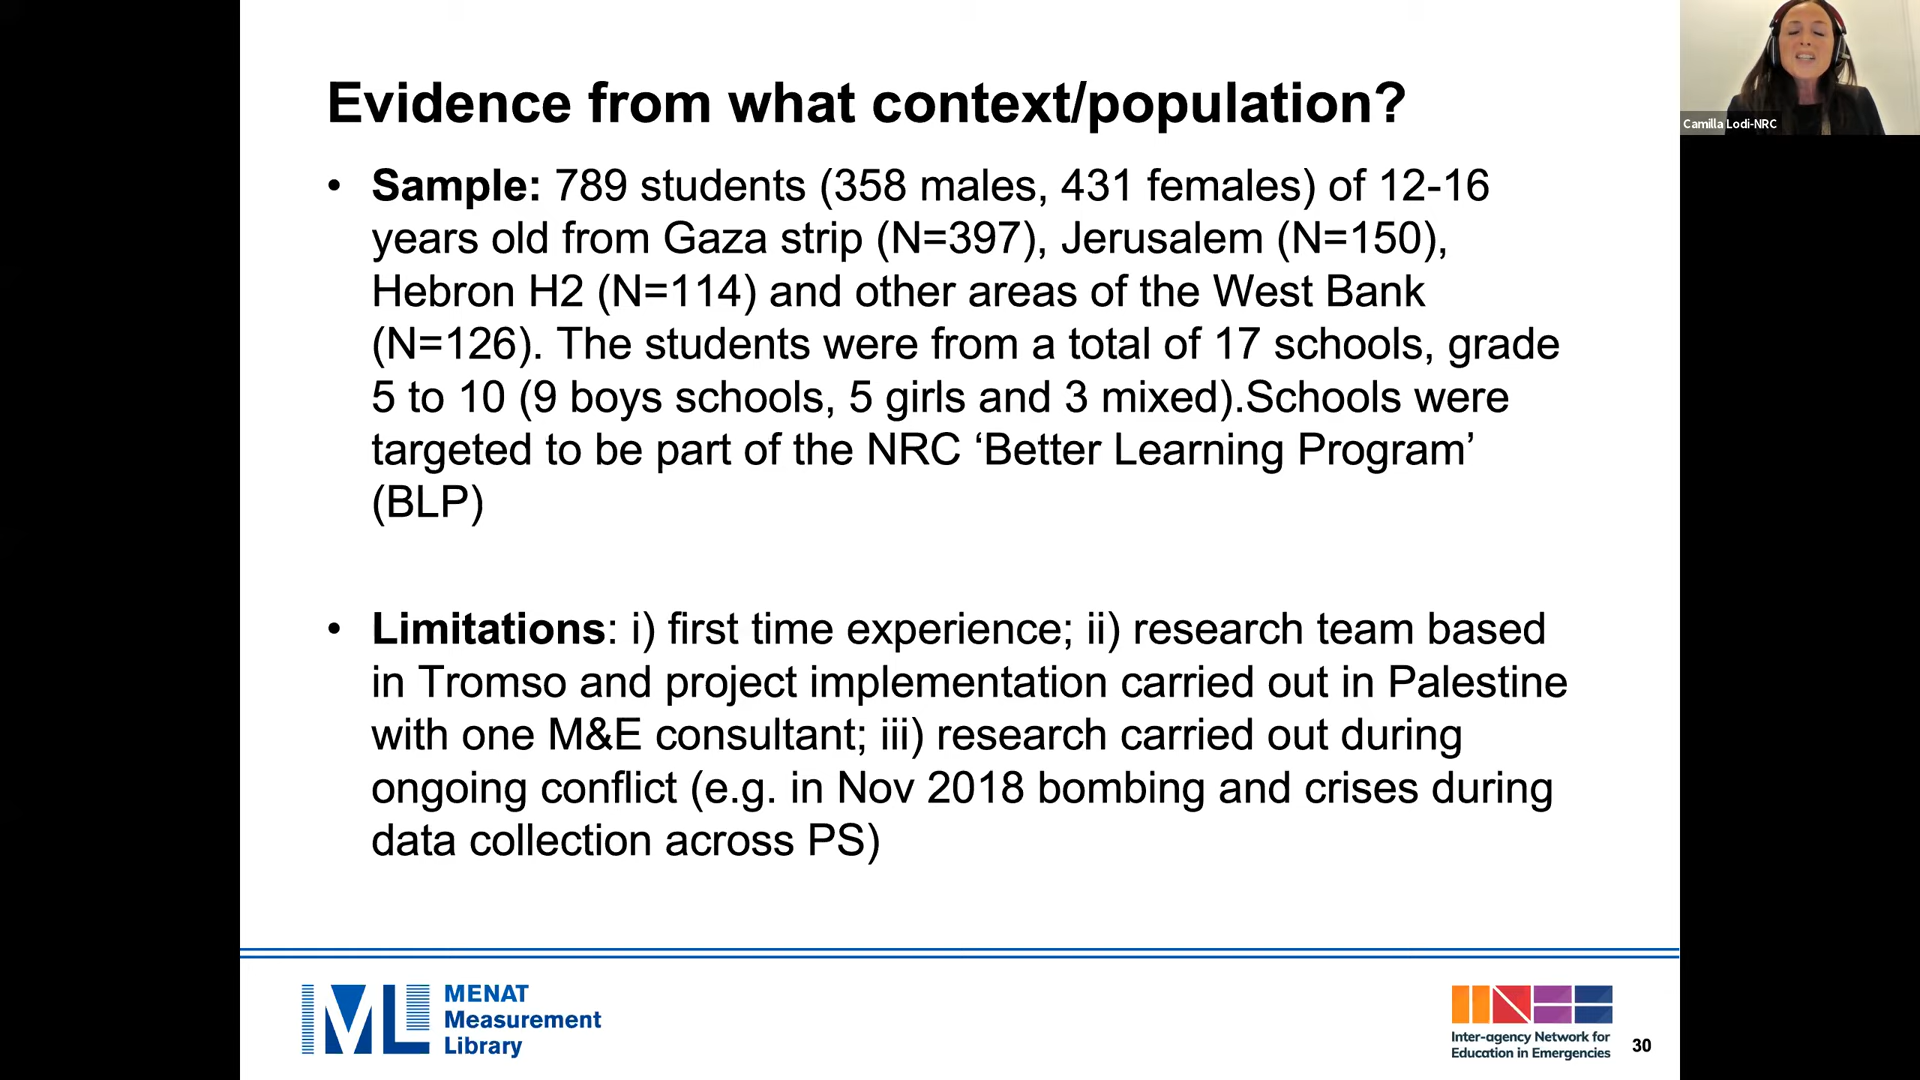 Evidence from what context/population?
• Sample: 789 students (358 males, 431 females) of 12-16
years old from Gaza strip (N=397), Jerusalem (N=150),
Hebron H2 (N=114) and other areas of the West Bank
(N=126). The students were from a total of 17 schools, grade
5 to 10 (9 boys schools, 5 girls and 3 mixed).Schools were
targeted to be part of the NRC ‘Better Learning Program’
(BLP)
• Limitations: i) first time experience; ii) research team based
in Tromso and project implementation carried out in Palestine
with one M&E consultant; iii) research carried out during
ongoing conflict (e.g. in Nov 2018 bombing and crises during
data collection across PS)
Camilla Lodi-NRC
ML
MENAT
Measurement
Library
INEE
Inter-agency Network for
Education in Emergencies
30